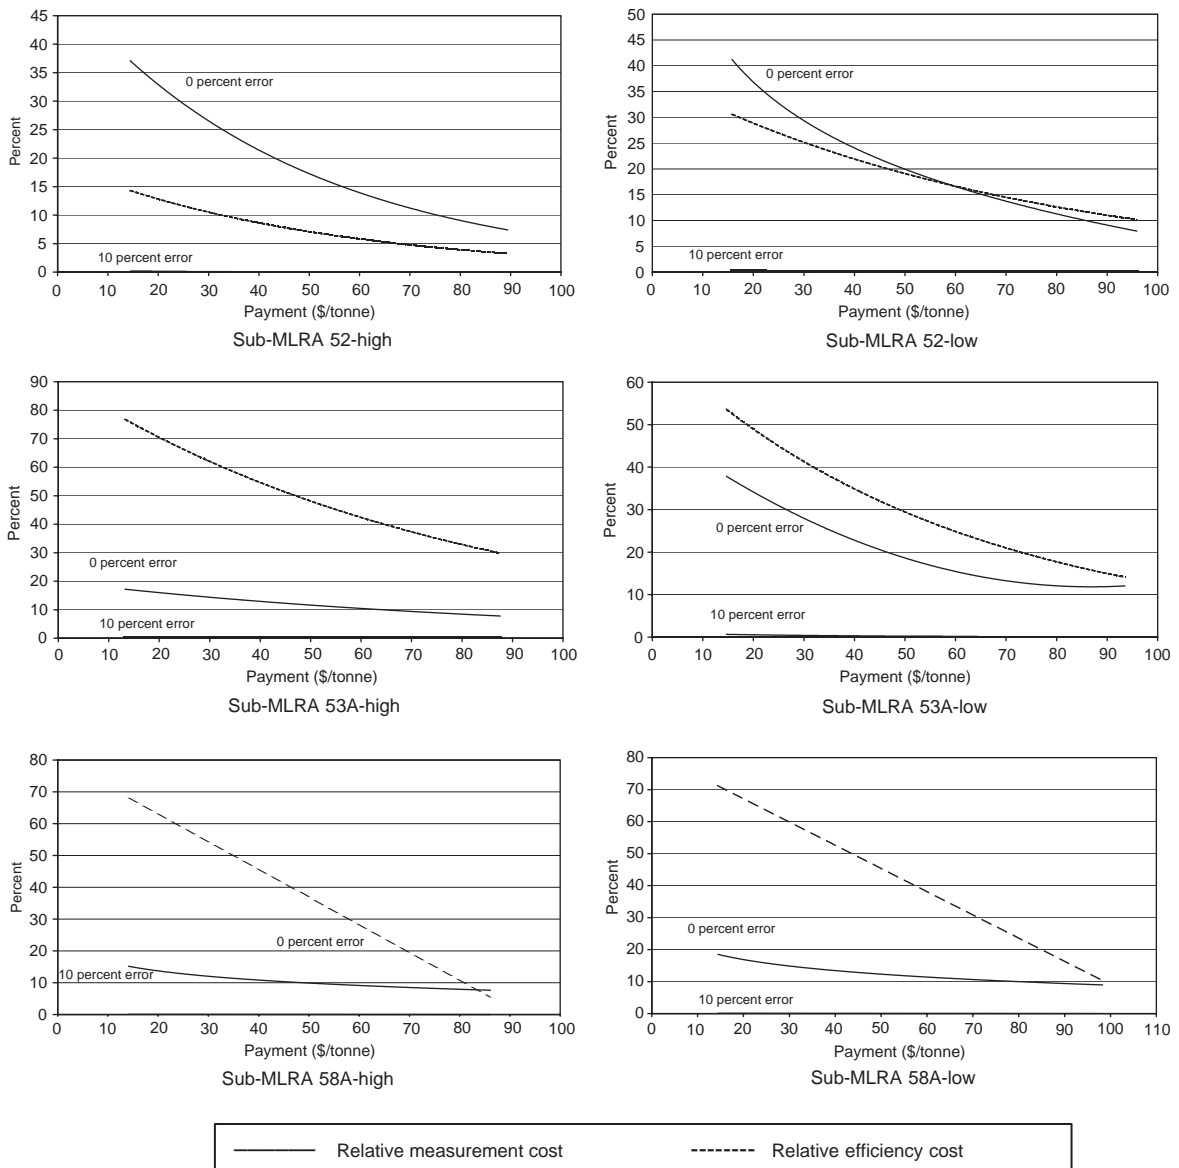 45
40
35
30
25
20
15
10
5
0
Percent
0 percent error
10 percent error
0 10 20 30 40 50 60 70 80 90 100
Payment ($/tonne)
Sub-MLRA 52-high
50
45
40
35
30
25
20
15
10
5
0
Percent
0 percent error
10 percent error
0 10 20 30 40 50 60 70 80 90 100
Payment ($/tonne)
Sub-MLRA 52-low
90
80
70
60
50
40
30
20
10
0
Percent
0 percent error
10 percent error
0 10 20 30 40 50 60 70 80 90 100
Payment ($/tonne)
Sub-MLRA 53A-high
60
50
40
30
20
10
0
Percent
0 percent error
10 percent error
0 10 20 30 40 50 60 70 80 90 100
Payment ($/tonne)
Sub-MLRA 53A-low
80
70
60
50
40
30
20
10
0
Percent
0 percent error
10 percent error
0 10 20 30 40 50 60 70 80 90 100
Payment ($/tonne)
Sub-MLRA 58A-high
80
70
60
50
40
30
20
10
0
Percent
0 percent error
10 percent error
0 10 20 30 40 50 60 70 80 90 100 110
Payment ($/tonne)
Sub-MLRA 58A-low
Relative measurement cost
Relative efficiency cost